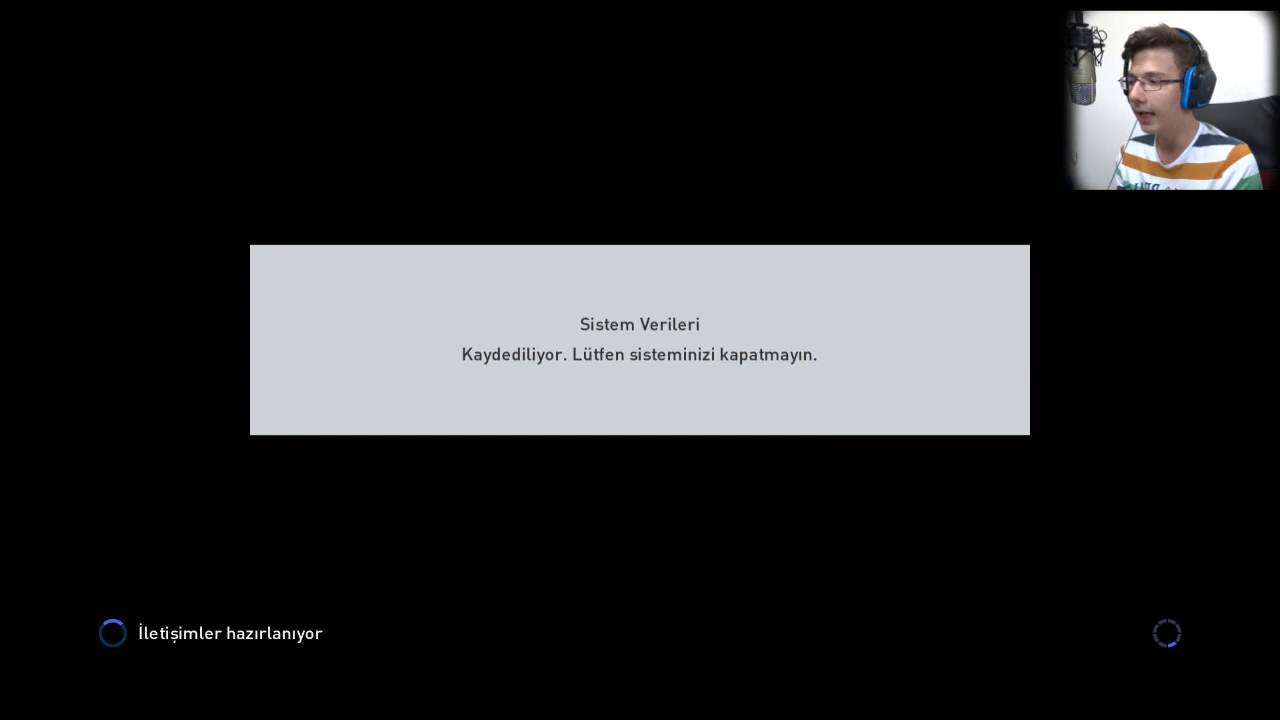 Sistem Verileri
Kaydediliyor. Lütfen sisteminizi kapatmayın.
İletişimler hazırlanıyor